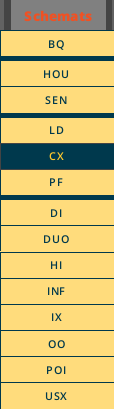 Schemats
BQ
HOU
SEN
LD
CX
PF
DI
DUO
HI
INF
IX
OO
POI
USX